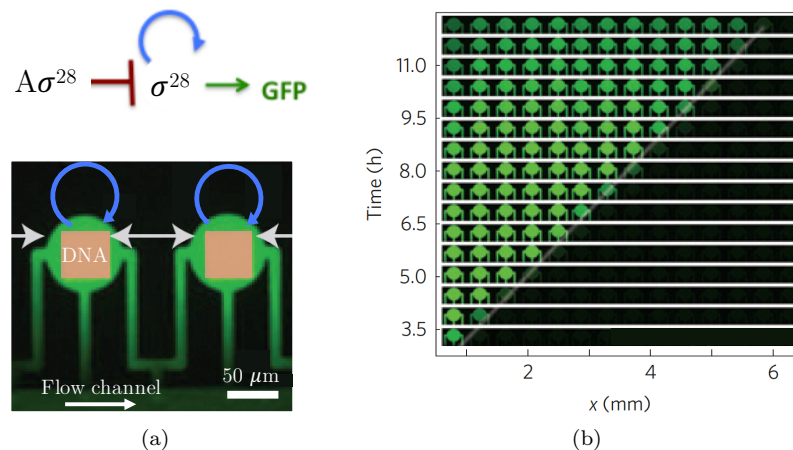 Aσ²⁸
σ²⁸
GFP
DNA
Flow channel
50 μm
(a)
Time (h)
11.0
9.5
8.0
6.5
5.0
3.5
2
4
6
x (mm)
(b)